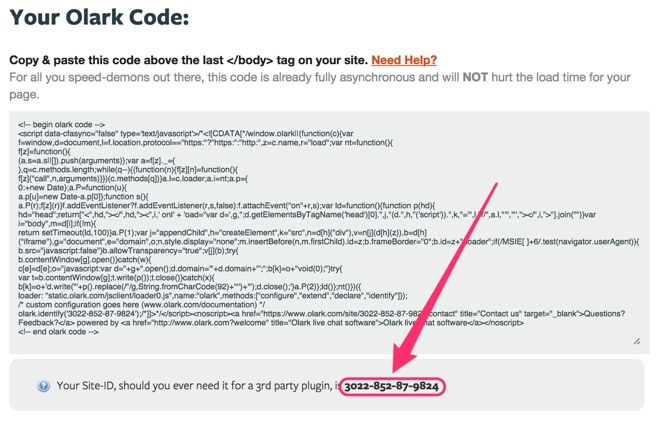 Your Olark Code:
Copy & paste this code above the last </body> tag on your site. Need Help?
For all you speed-demons out there, this code is already fully asynchronous and will NOT hurt the load time for your
page.
<!-- begin olark code -->
<script data-cfasync="false" type='text/javascript'>/*<![CDATA[*/window.olark||(function(c){var
f=window,d=document,l=f.location.protocol=="https:"?"https:":"http:",z=c.name,r="load";var nt=function(){
f[z]=function(){
(a.s=a.s||[]).push(arguments)};var a=f[z]._={
},q=c.methods.length;while(q--){(function(n){f[z][n]=function(){
f[z]("call",n,arguments)}})(c.methods[q])}a.l=c.loader;a.i=nt;a.p={
0:+new Date};a.P=function(u){
a.p[u]=new Date-a.p[0]};function s(){
a.P(r);f[z](r)}f.addEventListener?f.addEventListener(r,s,false):f.attachEvent("on"+r,s);var ld=function(){function p(hd){
hd="head";return["<",hd,"></",hd,"><",i,' onl' + 'oad="var d=',g,";d.getElementsByTagName('head')[0].",j,"(d.",h,"('script')).",k,"='",l,"//",a.l,"'",'"',"></",i,">"].join("")}var
i="body",m=d[i];if(!m){
return setTimeout(ld,100)}a.P(1);var j="appendChild",h="createElement",k="src",n=d[h]("div"),v=n[j](d[h](z)),b=d[h]
("iframe"),g="document",e="domain",o;n.style.display="none";m.insertBefore(n,m.firstChild).id=z;b.frameBorder="0";b.id=z+"-loader";if(/MSIE[ ]+6/.test(navigator.userAgent)){
b.src="javascript:false"}b.allowTransparency="true";v[j](b);try{
b.contentWindow[g].open()}catch(w){
c[e]=d[e];o="javascript:var d="+g+".open();d.domain='"+d.domain+"';";b[k]=o+"void(0);"}try{
var t=b.contentWindow[g];t.write(p());t.close()}catch(x){
b[k]=o+'d.write("'+p().replace(/"/g,String.fromCharCode(92)+'"')+'");d.close();'}a.P(2)};ld()};nt()})({
loader: "static.olark.com/jsclient/loader0.js",name:"olark",methods:["configure","extend","declare","identify"]});
/* custom configuration goes here (www.olark.com/documentation) */
olark.identify('3022-852-87-9824');/*]]>*/</script><noscript><a href="https://www.olark.com/site/3022-852-87-982 contact" title="Contact us" target="_blank">Questions?
Feedback?</a> powered by <a href="http://www.olark.com?welcome" title="Olark live chat software">Olark live chat software</a></noscript>
<!-- end olark code -->
Your Site-ID, should you ever need it for a 3rd party plugin, is 3022-852-87-9824